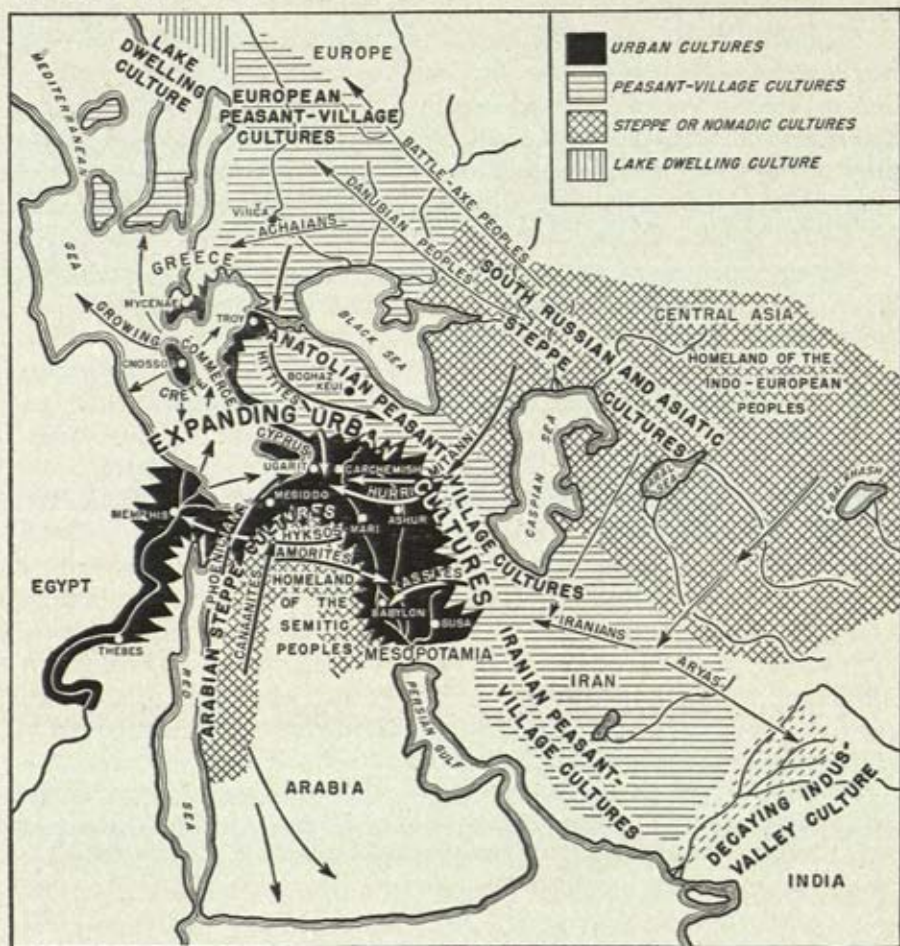 URBAN CULTURES
PEASANT-VILLAGE CULTURES
STEPPE OR NOMADIC CULTURES
LAKE DWELLING CULTURE
LAKE
DWELLING
CULTURE
EUROPE
EUROPEAN
PEASANT-VILLAGE
CULTURES
MEDITERRANEAN
SEA
BATTLE-AXE PEOPLES
DANUBIAN PEOPLES
VINCA
ACHAIANS
GREECE
MYCENAE
TROY
BLACK SEA
SOUTH RUSSIAN AND ASIATIC
STEPPE CULTURES
CENTRAL ASIA
HOMELAND OF THE
INDO-EUROPEAN
PEOPLES
GROWING
COMMERCE
CNOSSOS
CRETE
ANATOLIAN PEASANT VILLAGE CULTURES
HITTITES
BOGHAZ
KEUI
EXPANDING URBAN
CULTURES
CASPIAN
SEA
ARAL
SEA
BALKHASH
CYPRUS
UGARIT
CARCHEMISH
MITANNI
HURRI
MEGIDDO
MARI
ASHUR
MEMPHIS
HYKSOS
AMORITES
KASSITES
PHOENICIANS
CANAANITES
ARABIAN STEPPE CULTURES
HOMELAND
OF THE
SEMITIC
PEOPLES
BABYLON
SUSA
MESOPOTAMIA
EGYPT
THEBES
RED
SEA
PERSIAN GULF
ARABIA
IRANIANS
ARYAS
IRAN
IRANIAN PEASANT-
VILLAGE CULTURES
DECAYING INDUS-
VALLEY CULTURE
INDIA